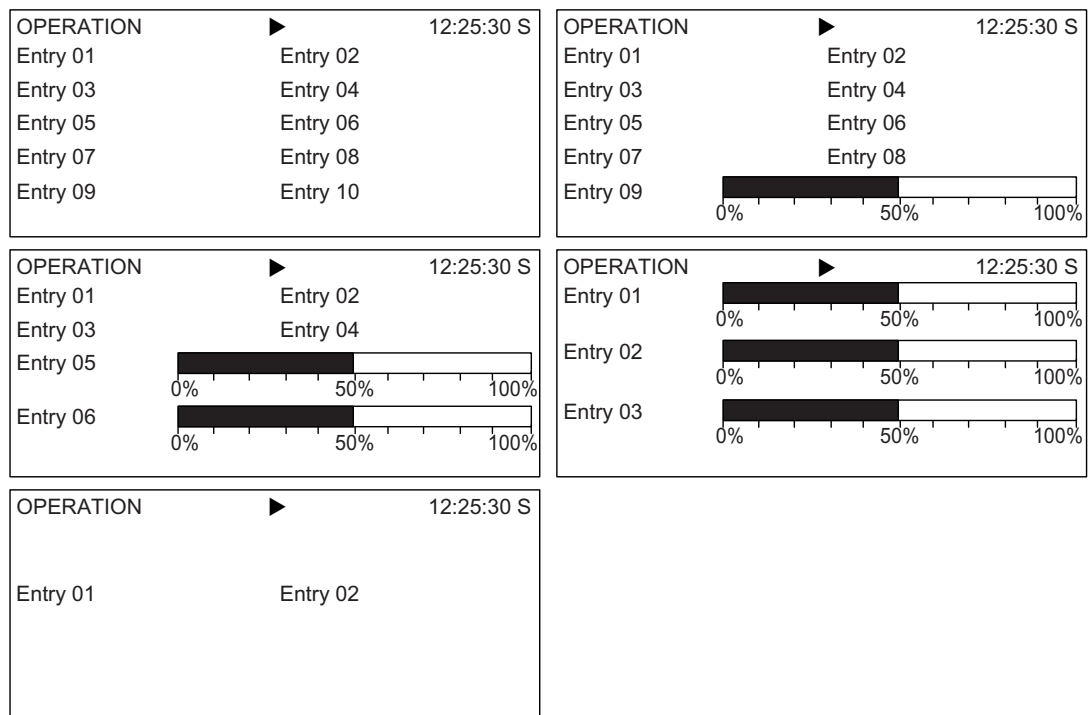 OPERATION ▶ 12:25:30 S
Entry 01 Entry 02
Entry 03 Entry 04
Entry 05 Entry 06
Entry 07 Entry 08
Entry 09 Entry 10
OPERATION ▶ 12:25:30 S
Entry 01 Entry 02
Entry 03 Entry 04
Entry 05 Entry 06
Entry 07 Entry 08
Entry 09
0% 50% 100%
OPERATION ▶ 12:25:30 S
Entry 01 Entry 02
Entry 03 Entry 04
Entry 05
0% 50% 100%
Entry 06
0% 50% 100%
OPERATION ▶ 12:25:30 S
Entry 01
0% 50% 100%
Entry 02
0% 50% 100%
Entry 03
0% 50% 100%
OPERATION ▶ 12:25:30 S
Entry 01 Entry 02